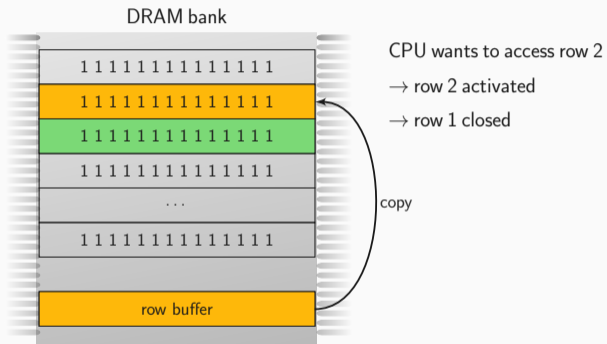 DRAM bank
1 1 1 1 1 1 1 1 1 1 1 1 1 1
1 1 1 1 1 1 1 1 1 1 1 1 1 1
1 1 1 1 1 1 1 1 1 1 1 1 1 1
1 1 1 1 1 1 1 1 1 1 1 1 1 1
...
1 1 1 1 1 1 1 1 1 1 1 1 1 1
row buffer
copy
CPU wants to access row 2
→ row 2 activated
→ row 1 closed